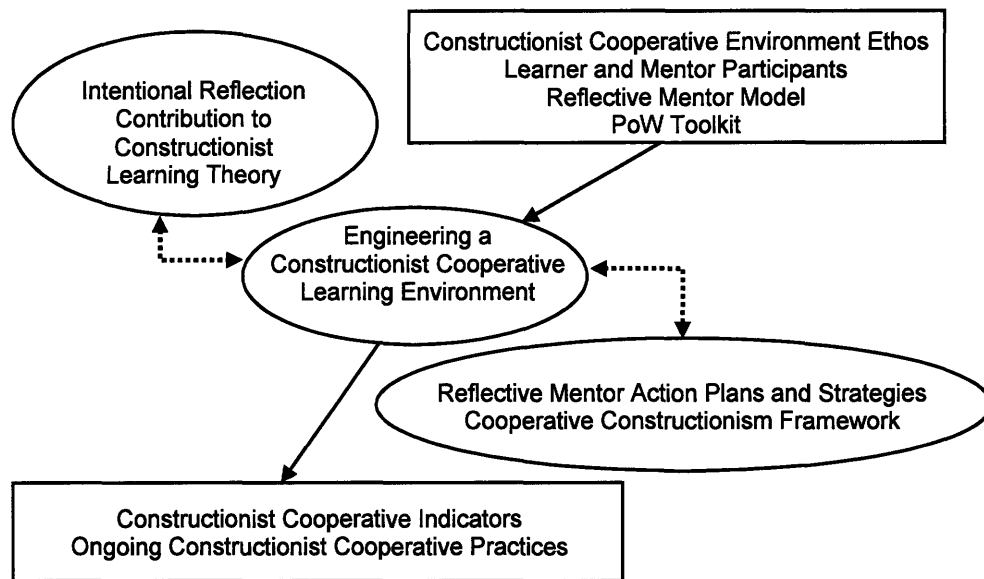 Constructionist Cooperative Environment Ethos
Learner and Mentor Participants
Reflective Mentor Model
PoW Toolkit
Intentional Reflection
Contribution to
Constructionist
Learning Theory
Engineering a
Constructionist Cooperative
Learning Environment
Reflective Mentor Action Plans and Strategies
Cooperative Constructionism Framework
Constructionist Cooperative Indicators
Ongoing Constructionist Cooperative Practices